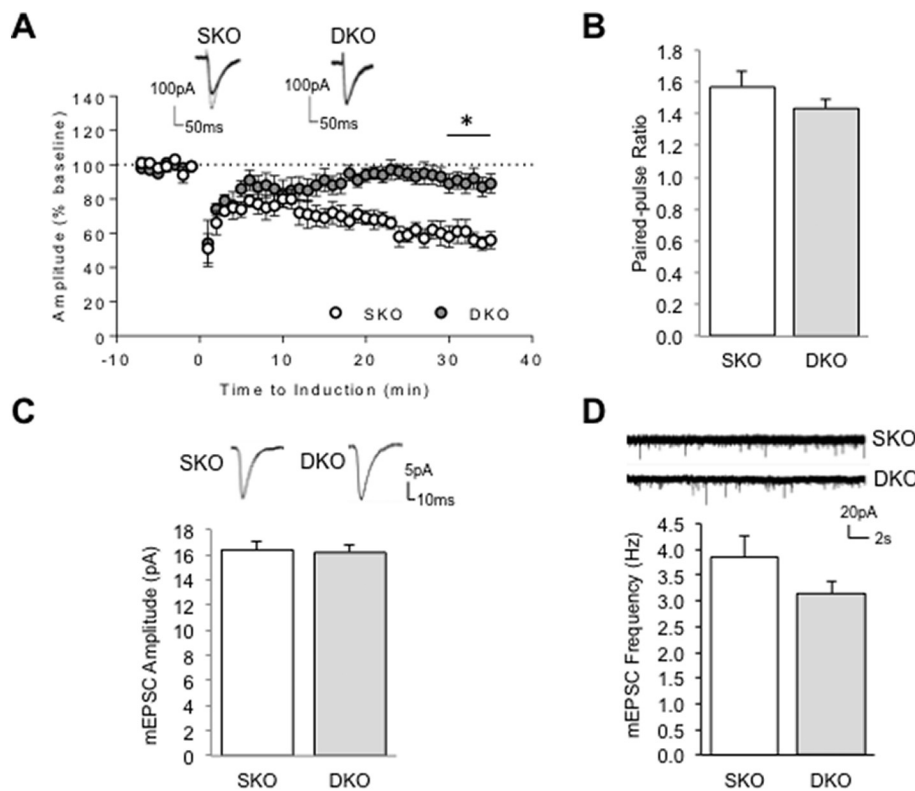 A
SKO
DKO
100pA
50ms
100pA
50ms
*
Amplitude (% baseline)
140
120
100
80
60
40
20
0
-10
0
10
20
30
40
SKO
DKO
Time to Induction (min)
B
Paired-pulse Ratio
1.8
1.6
1.4
1.2
1.0
0.8
0.6
0.4
0.2
0.0
SKO
DKO
C
SKO
DKO
5pA
10ms
mEPSC Amplitude (pA)
18
16
14
12
10
8
6
4
2
0
SKO
DKO
D
SKO
DKO
20pA
2s
mEPSC Frequency (Hz)
4.5
4.0
3.5
3.0
2.5
2.0
1.5
1.0
0.5
0.0
SKO
DKO